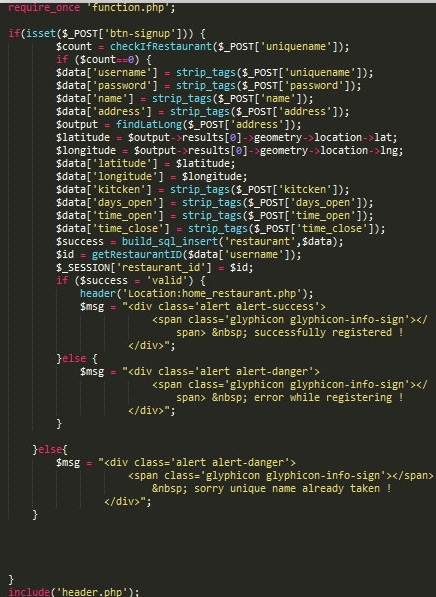 require_once 'function.php';
if(isset($_POST['btn-signup'])) {
$count = checkIfRestaurant($_POST['uniquename']);
if ($count==0) {
$data['username'] = strip_tags($_POST['uniquename']);
$data['password'] = strip_tags($_POST['password']);
$data['name'] = strip_tags($_POST['name']);
$data['address'] = strip_tags($_POST['address']);
$output = findLatLong($_POST['address']);
$latitude = $output->results[0]->geometry->location->lat;
$longitude = $output->results[0]->geometry->location->lng;
$data['latitude'] = $latitude;
$data['longitude'] = $longitude;
$data['kitcken'] = strip_tags($_POST['kitcken']);
$data['days_open'] = strip_tags($_POST['days_open']);
$data['time_open'] = strip_tags($_POST['time_open']);
$data['time_close'] = strip_tags($_POST['time_close']);
$success = build_sql_insert('restaurant',$data);
$id = getRestaurantID($data['username']);
$_SESSION['restaurant_id'] = $id;
if ($success = 'valid') {
header('Location:home_restaurant.php');
$msg = "<div class='alert alert-success'>
<span class='glyphicon glyphicon-info-sign'></
span> &nbsp; successfully registered !
</div>";
}else {
$msg = "<div class='alert alert-danger'>
<span class='glyphicon glyphicon-info-sign'></
span> &nbsp; error while registering !
</div>";
}
}else{
$msg = "<div class='alert alert-danger'>
<span class='glyphicon glyphicon-info-sign'></span>
&nbsp; sorry unique name already taken !
</div>";
}
}
include('header.php');